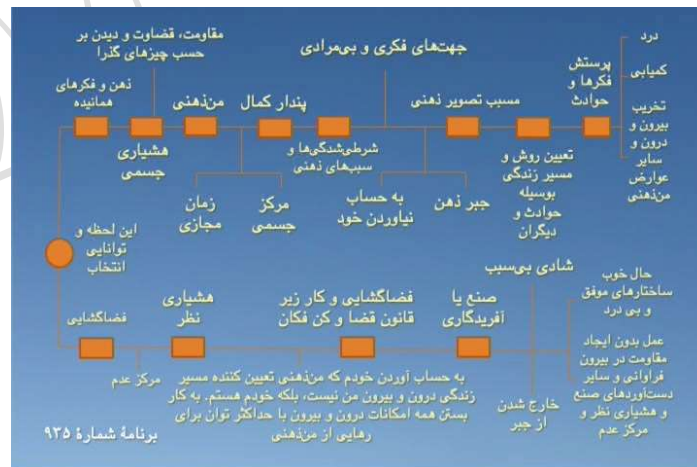 مقاومت، قضاوت و دیدن بر
حسب چیزهای گذرا
جهت‌های فکری و بی‌مرادی
درد
کمیابی
تخریب
بیرون و
درون و
سایر
عوارض
من‌ذهنی
پرستش
فکرها و
حوادث
ذهن و فکرهای
همانیده
من‌ذهنی
پندار کمال
مسبب تصویر ذهنی
هشیاری
جسمی
شرطی‌شدگی‌ها و
سبب‌های ذهنی
تعیین روش و
مسیر زندگی
بوسیله
حوادث و
دیگران
زمان
مجازی
مرکز
جسمی
به حساب
نیاوردن خود
جبر ذهن
این لحظه و
توانایی
انتخاب
شادی بی‌سبب
حال خوب
ساختارهای موفق
و بی درد
فضاگشایی
هشیاری
نظر
فضاگشایی و کار زیر
قانون قضا و کن فکان
صنع یا
آفریدگاری
عمل بدون ایجاد
مقاومت در بیرون
فراوانی و سایر
دست‌آوردهای صنع
و هشیاری نظر و
مرکز عدم
مرکز عدم
به حساب آوردن خودم که من‌ذهنی تعیین کننده مسیر
زندگی درون و بیرون من نیست، بلکه خودم هستم. به کار
بستن همه امکانات درون و بیرون با حداکثر توان برای
رهایی از من‌ذهنی
خارج شدن
از جبر
برنامهٔ شمارهٔ ۹۳۵